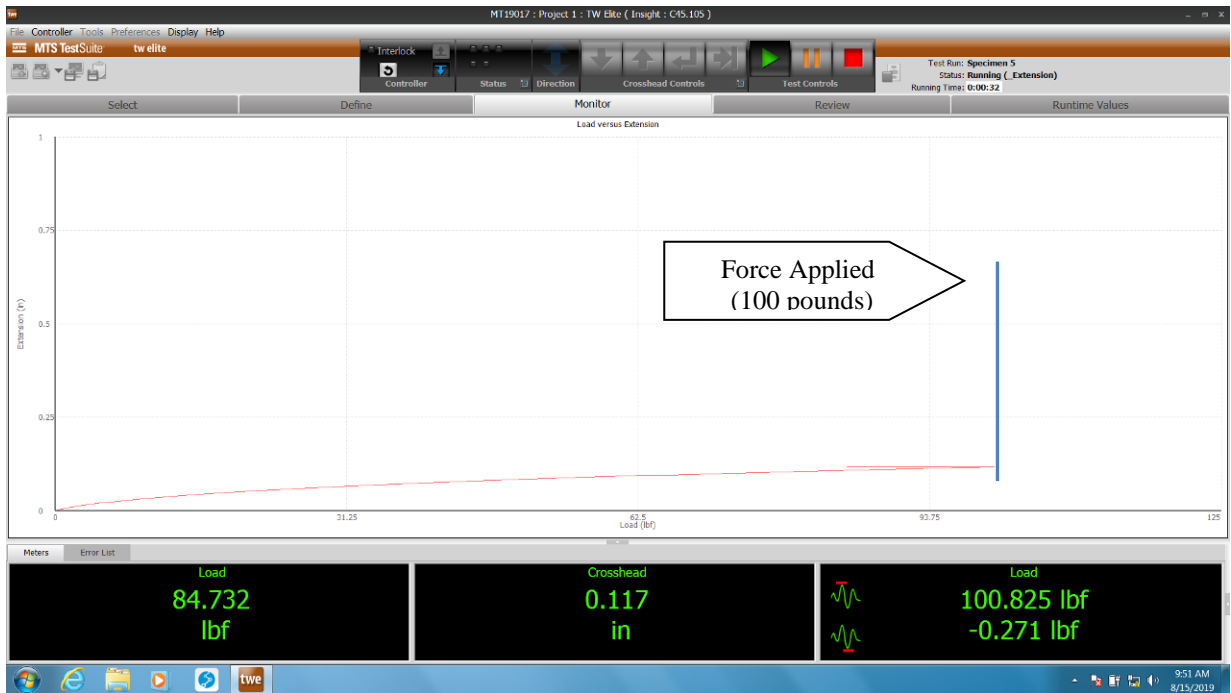 twe
MT19017 : Project 1 : TW Elite ( Insight : C45.105 )
File Controller Tools Preferences Display Help
MTS TestSuite tw elite
Interlock
Controller
Status
Direction
Crosshead Controls
Test Controls
Test Run: Specimen 5
Status: Running (_Extension)
Running Time: 0:00:32
Select
Define
Monitor
Review
Runtime Values
Load versus Extension
1
0.75
0.5
0.25
0
Extension (in)
Force Applied
(100 pounds)
0
31.25
62.5
93.75
125
Load (lbf)
Meters
Error List
Load
84.732
lbf
Crosshead
0.117
in
Load
100.825 lbf
-0.271 lbf
twe
9:51 AM
8/15/2019